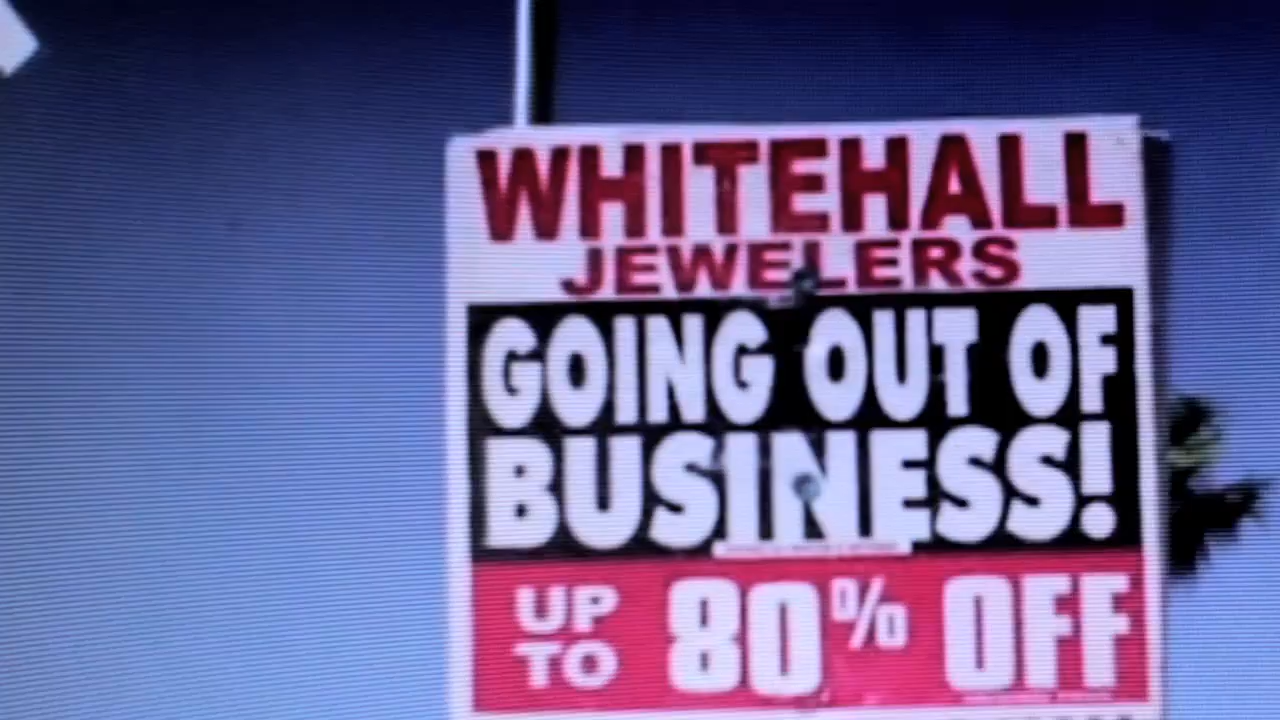 WHITEHALL
JEWELERS
GOING OUT OF
BUSINESS!
UP TO 80% OFF